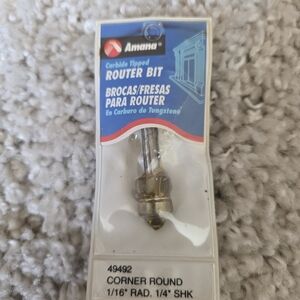 Amana
Carbide Tipped
ROUTER BIT
BROCAS/FRESAS
PARA ROUTER
En Carburo de Tungsteno
49492
CORNER ROUND
1/16" RAD. 1/4" SHK